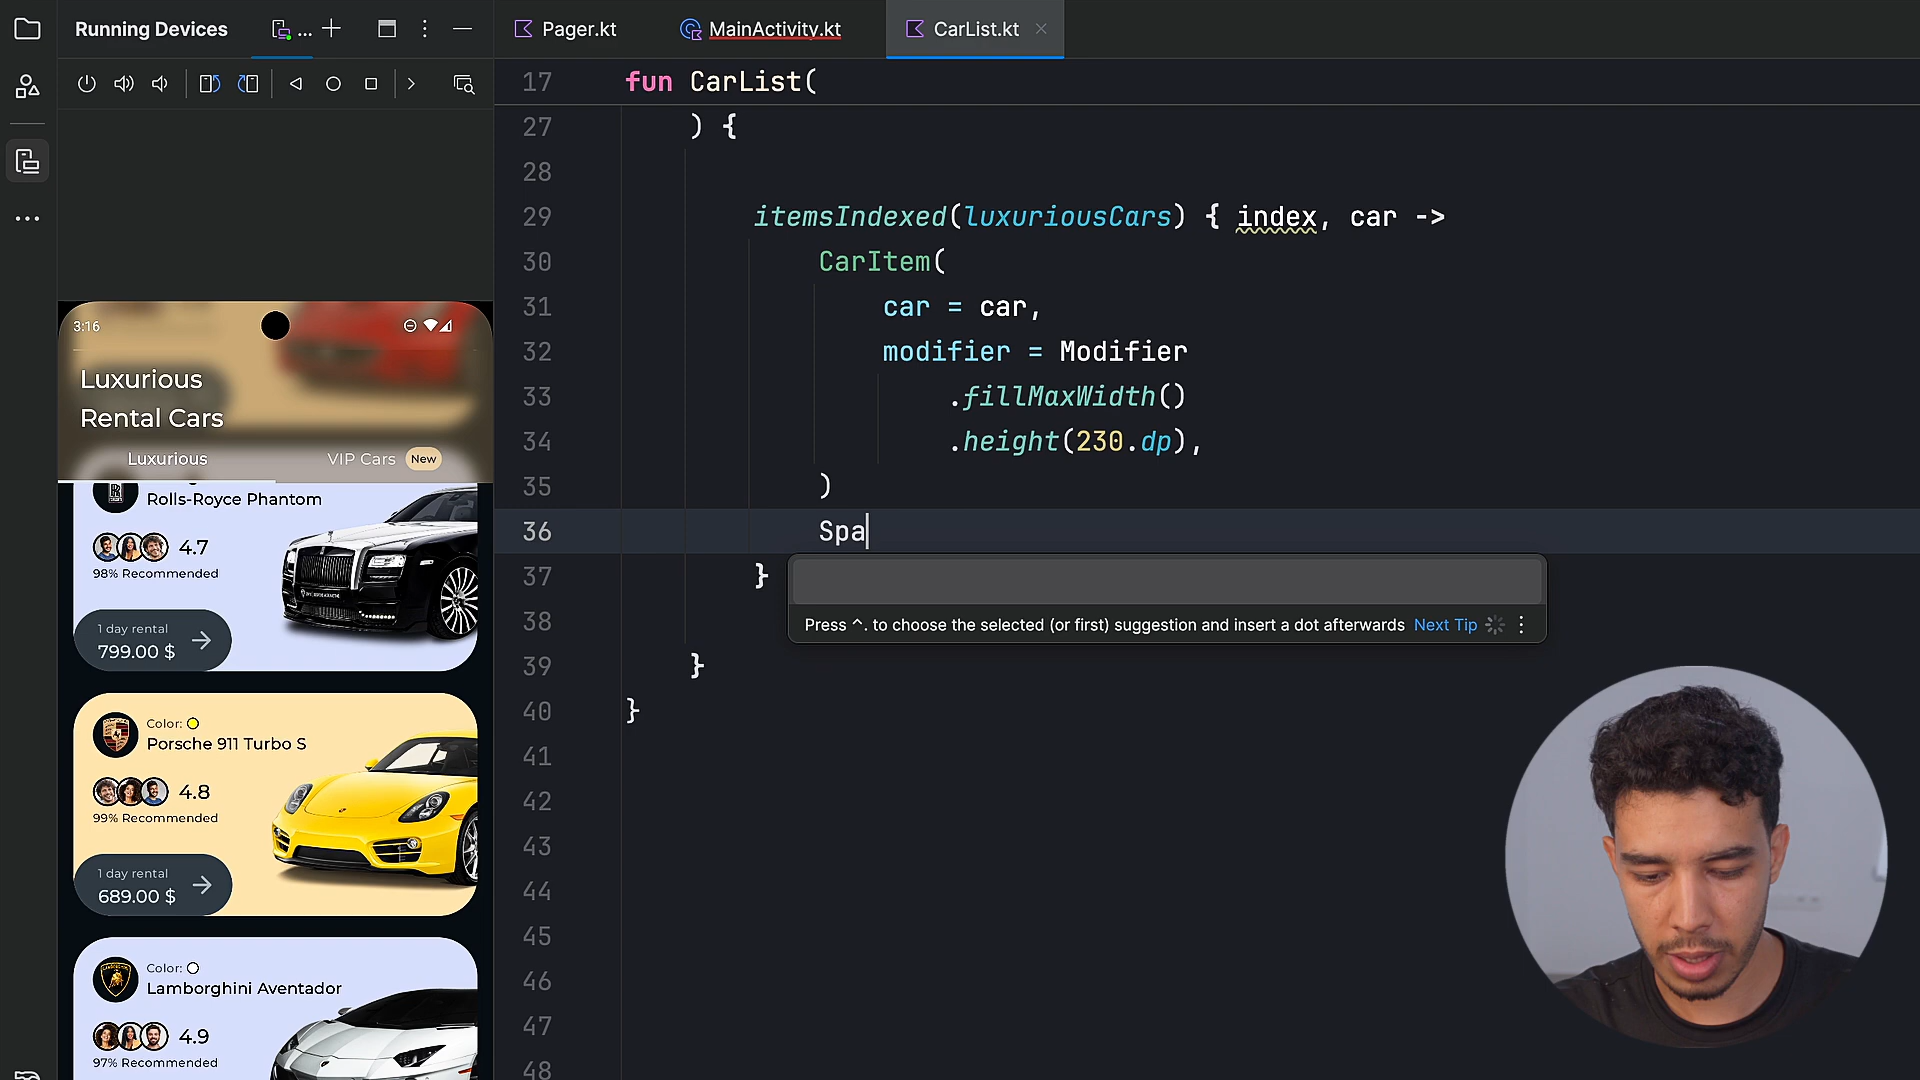 Running Devices
...
Pager.kt
MainActivity.kt
CarList.kt
17 fun CarList(
27 ) {
28
29 itemsIndexed(luxuriousCars) { index, car ->
30 CarItem(
31 car = car,
32 modifier = Modifier
33 .fillMaxWidth()
34 .height(230.dp),
35 )
36 Spa
37 }
Press ^. to choose the selected (or first) suggestion and insert a dot afterwards Next Tip
38
39 }
40 }
41
42
43
44
45
46
47
48
3:16
Luxurious
Rental Cars
Luxurious
VIP Cars New
Rolls-Royce Phantom
4.7
98% Recommended
1 day rental
799.00 $
Color:
Porsche 911 Turbo S
4.8
99% Recommended
1 day rental
689.00 $
Color:
Lamborghini Aventador
4.9
97% Recommended